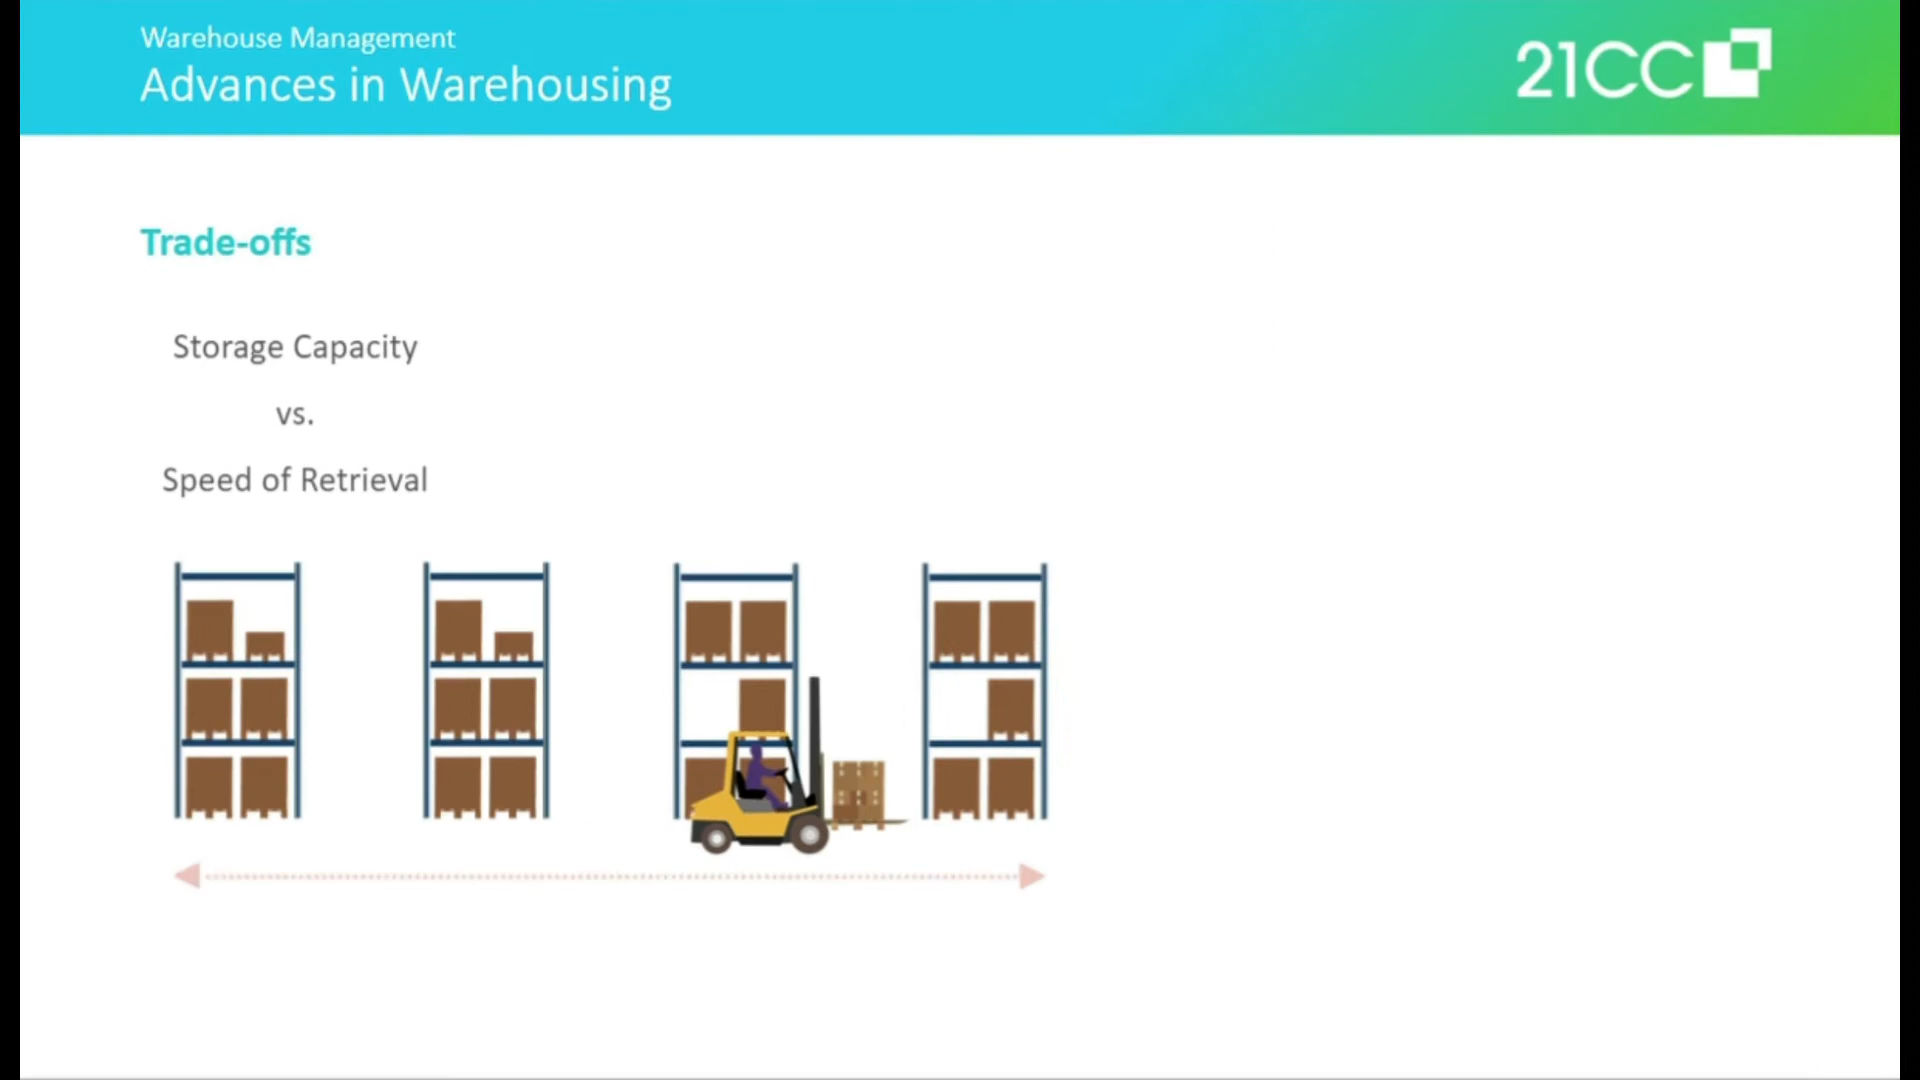 Warehouse Management
Advances in Warehousing
21CC
Trade-offs
Storage Capacity
vs.
Speed of Retrieval